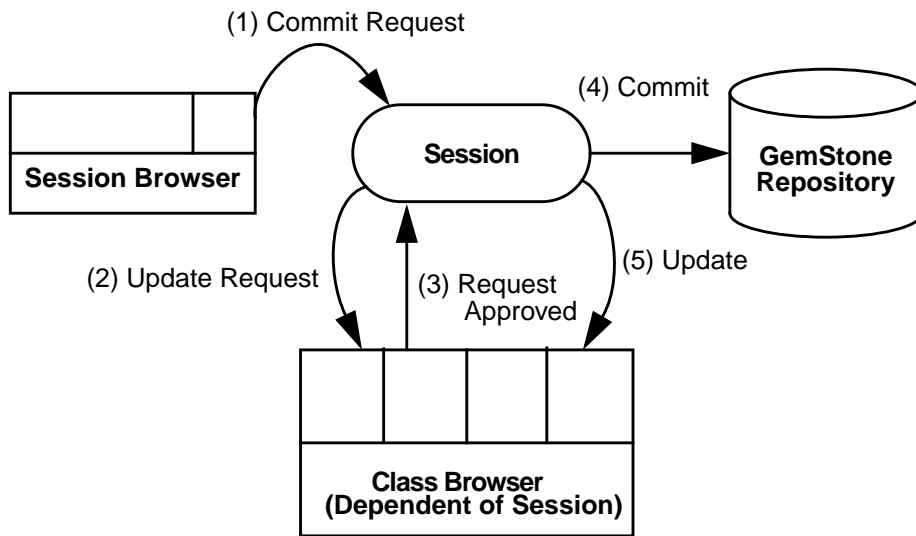 (1) Commit Request
(4) Commit
Session Browser
Session
GemStone
Repository
(2) Update Request
(3) Request
Approved
(5) Update
Class Browser
(Dependent of Session)